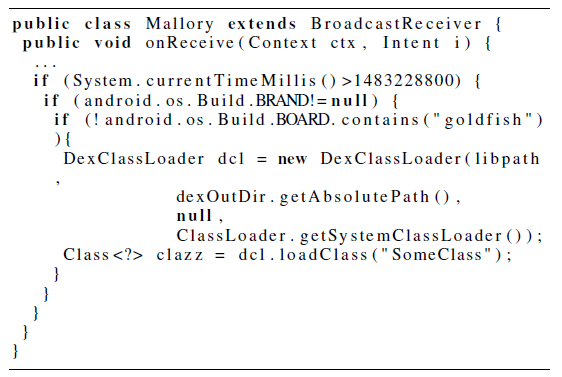 public class Mallory extends BroadcastReceiver {
public void onReceive(Context ctx, Intent i) {
...
if (System.currentTimeMillis()>1483228800) {
if (android.os.Build.BRAND!=null) {
if (!android.os.Build.BOARD.contains("goldfish")
){
DexClassLoader dcl = new DexClassLoader(libpath
,
dexOutDir.getAbsolutePath(),
null,
ClassLoader.getSystemClassLoader());
Class<?> clazz = dcl.loadClass("SomeClass");
}
}
}
}
}